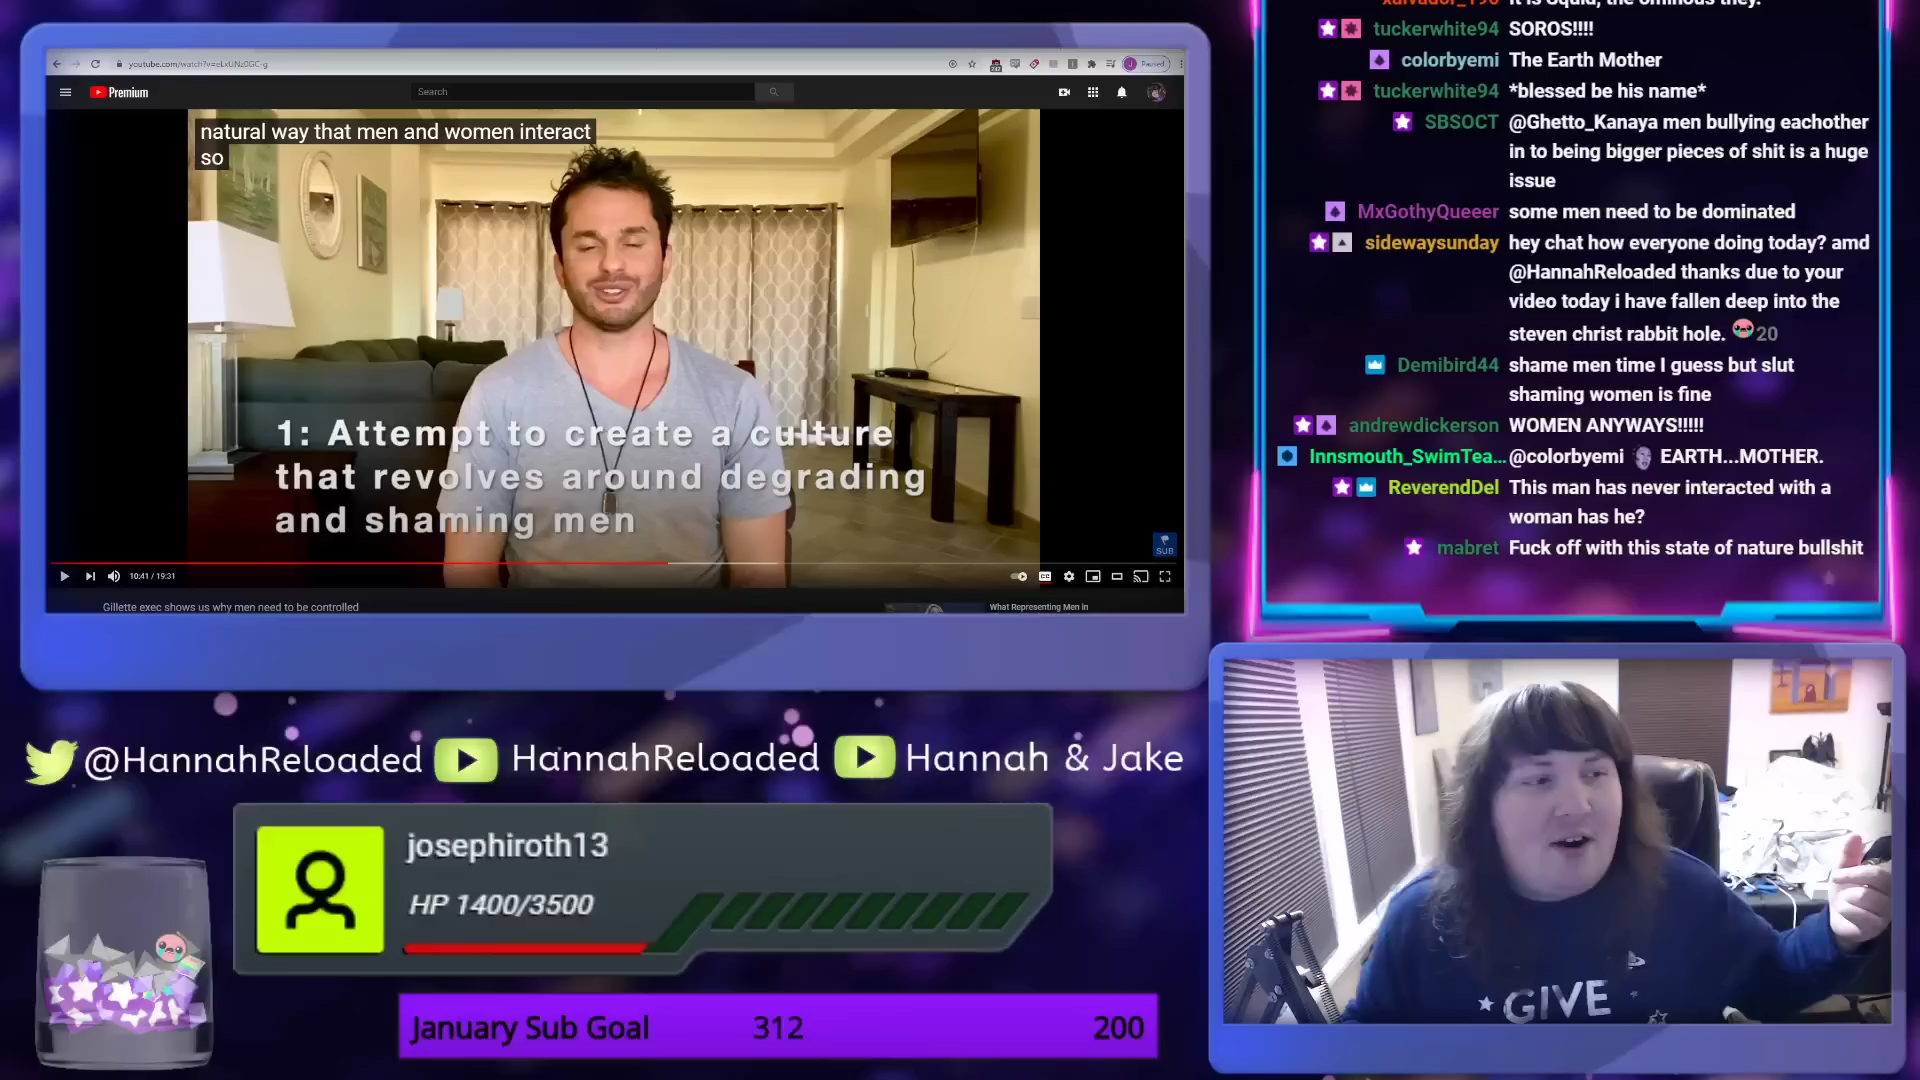 youtube.com/watch?v=eLxUNz0GC-g
Paused
Premium
Search
natural way that men and women interact
so
1: Attempt to create a culture
that revolves around degrading
and shaming men
SUB
10:41 / 19:31
Gillette exec shows us why men need to be controlled
What Representing Men in
tuckerwhite94 SOROS!!!!
colorbyemi The Earth Mother
tuckerwhite94 *blessed be his name*
SBSOCT @Ghetto_Kanaya men bullying eachother
in to being bigger pieces of shit is a huge
issue
MxGothyQueeer some men need to be dominated
sidewaysunday hey chat how everyone doing today? amd
@HannahReloaded thanks due to your
video today i have fallen deep into the
steven christ rabbit hole. 20
Demibird44 shame men time I guess but slut
shaming women is fine
andrewdickerson WOMEN ANYWAYS!!!!!
Innsmouth_SwimTea... @colorbyemi EARTH...MOTHER.
ReverendDel This man has never interacted with a
woman has he?
mabret Fuck off with this state of nature bullshit
@HannahReloaded HannahReloaded Hannah & Jake
josephiroth13
HP 1400/3500
January Sub Goal 312 200
GIVE